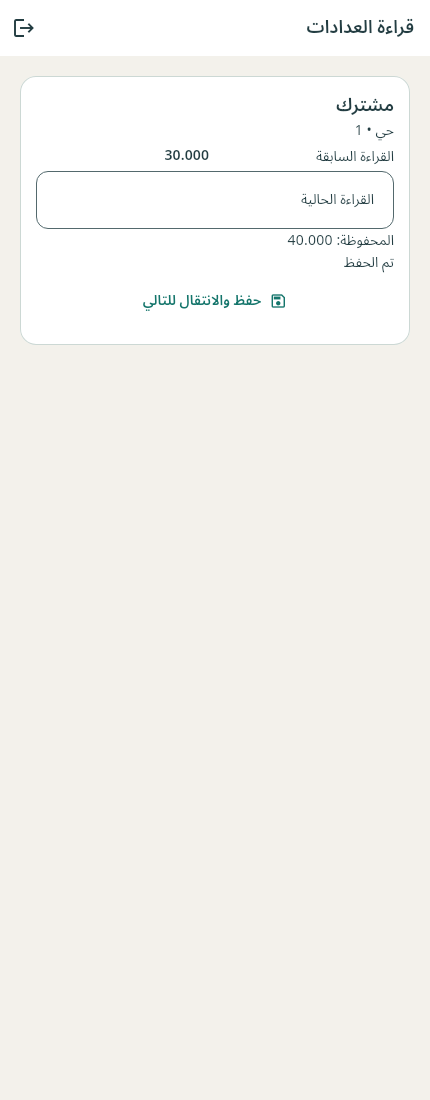 قراءة العدادات
مشترك
حي • 1
القراءة السابقة 30.000
القراءة الحالية
المحفوظة: 40.000
تم الحفظ
حفظ والانتقال للتالي